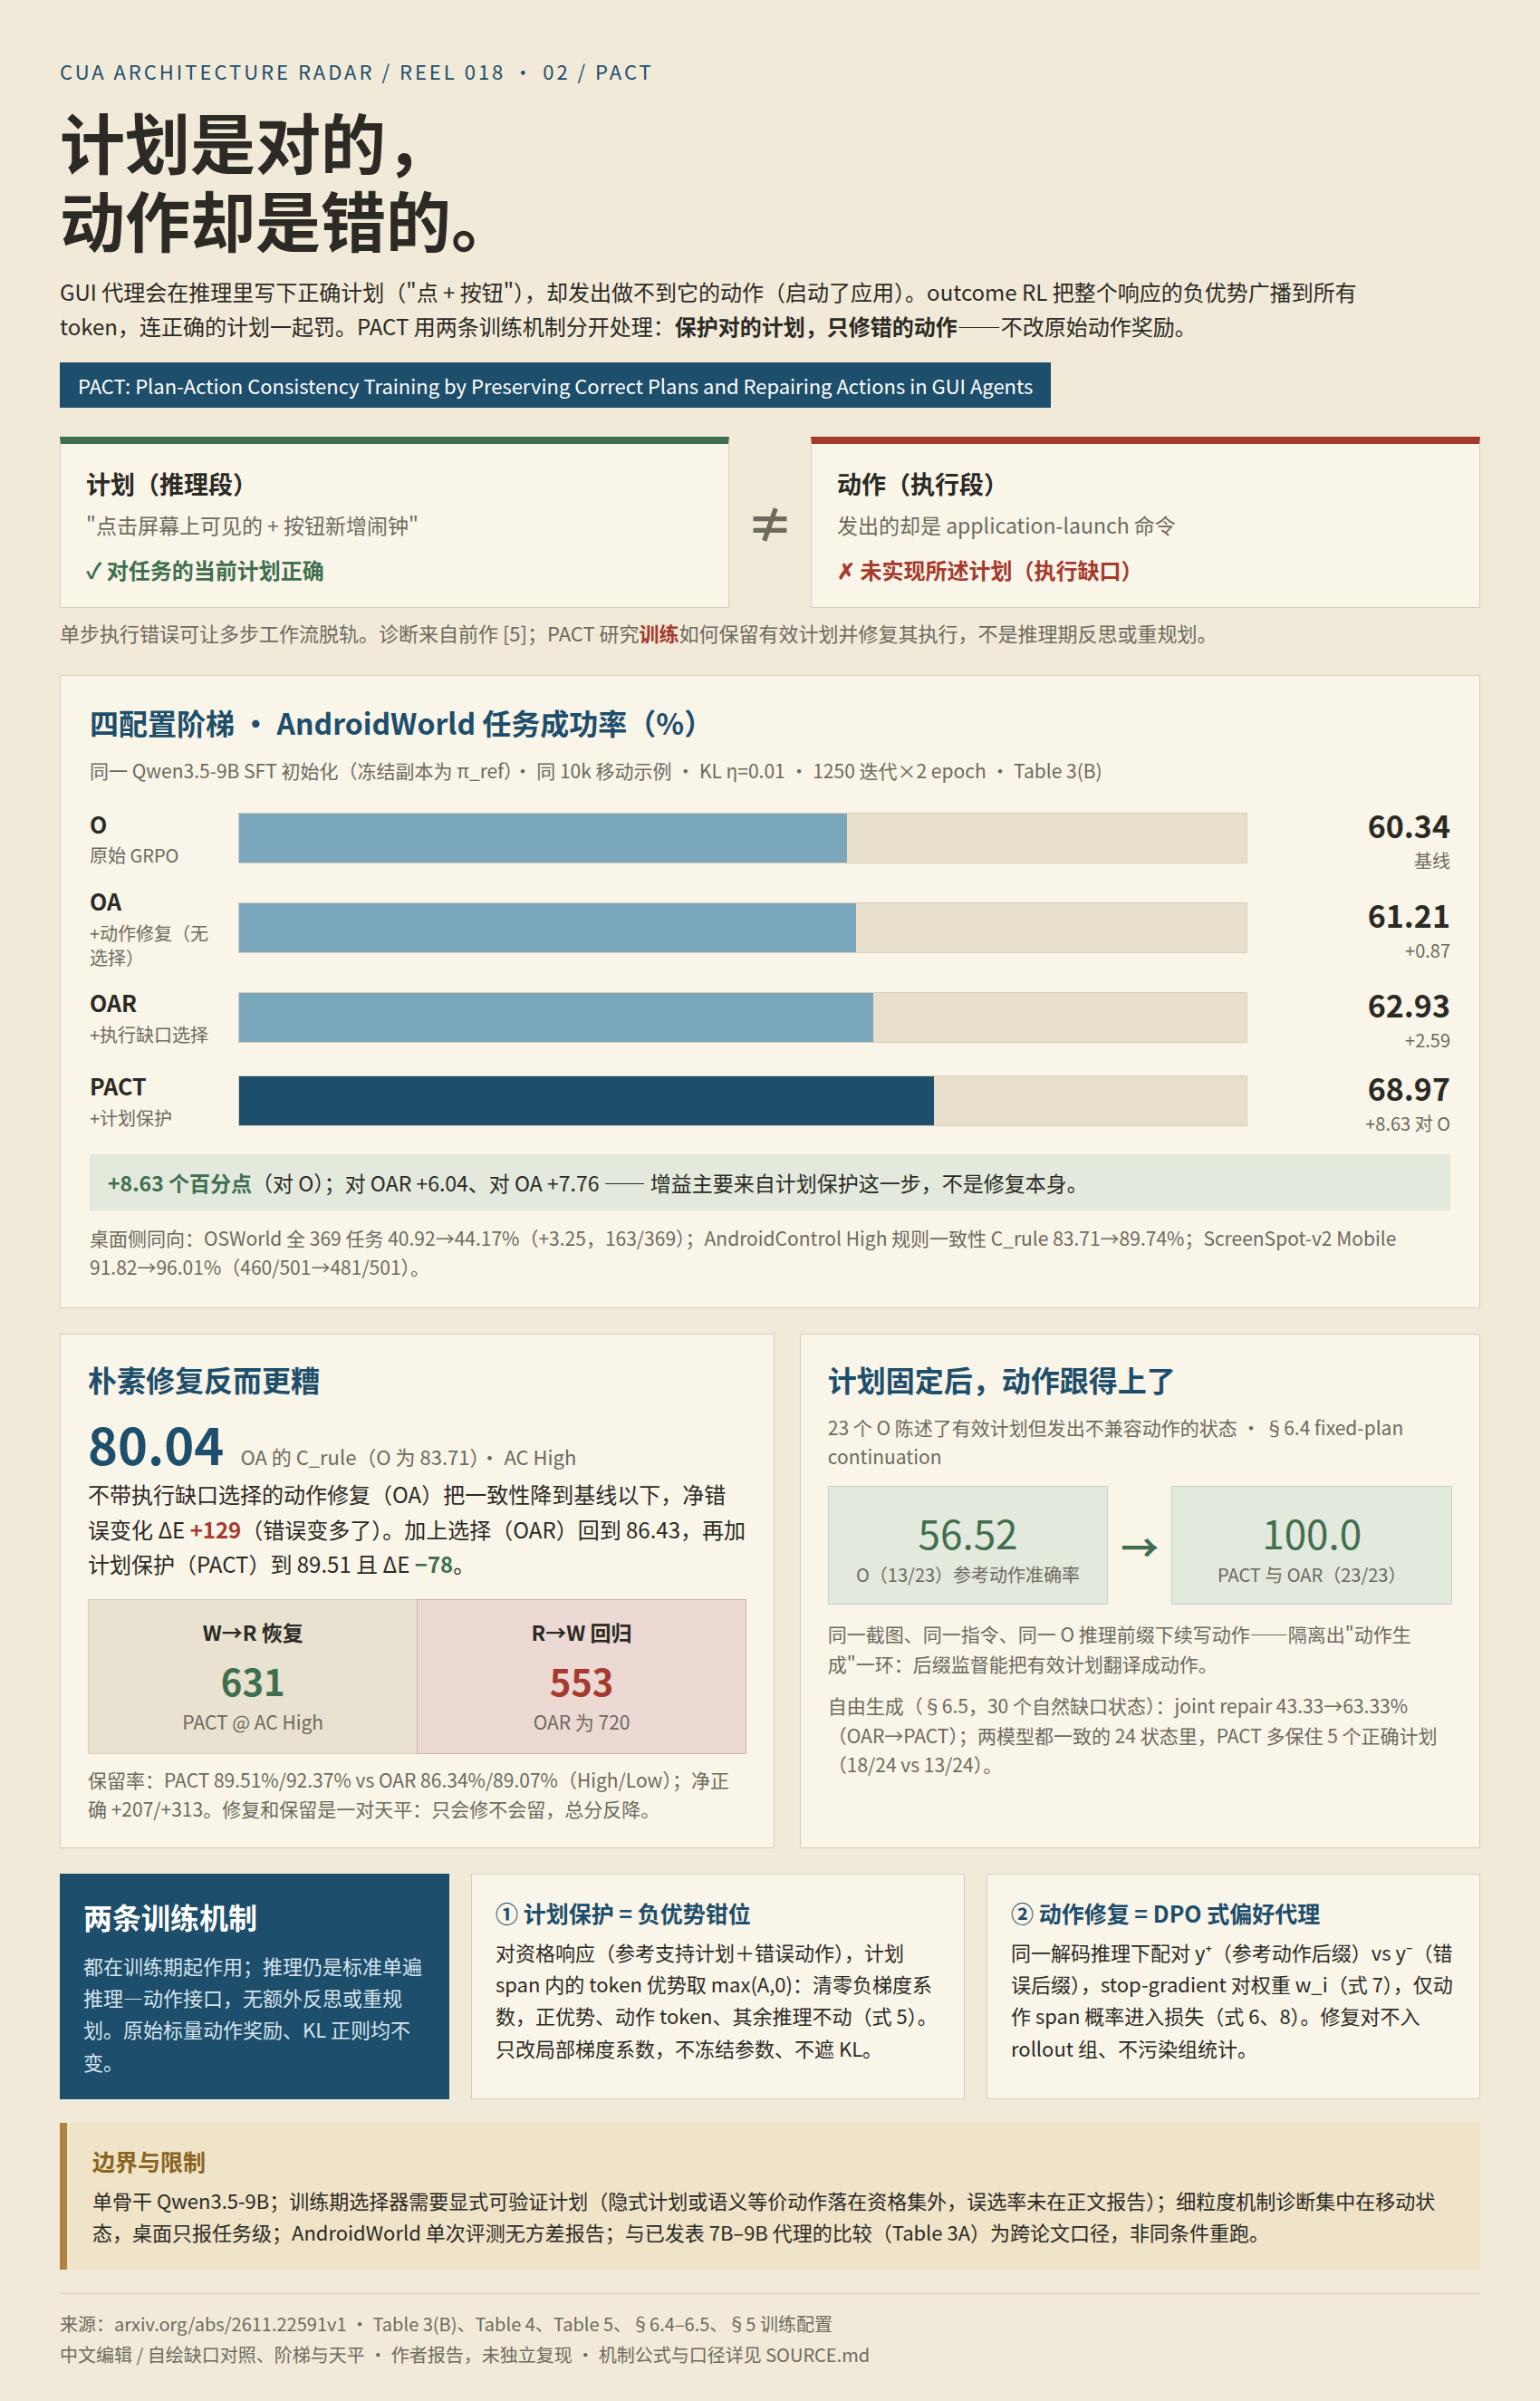 CUA ARCHITECTURE RADAR / REEL 018 · 02 / PACT
计划是对的，
动作却是错的。
GUI 代理会在推理里写下正确计划（"点 + 按钮"），却发出做不到它的动作（启动了应用）。outcome RL 把整个响应的负优势广播到所有
token，连正确的计划一起罚。PACT 用两条训练机制分开处理：保护对的计划，只修错的动作——不改原始动作奖励。
PACT: Plan-Action Consistency Training by Preserving Correct Plans and Repairing Actions in GUI Agents
计划（推理段）
"点击屏幕上可见的 + 按钮新增闹钟"
✓ 对任务的当前计划正确
≠
动作（执行段）
发出的却是 application-launch 命令
✗ 未实现所述计划（执行缺口）
单步执行错误可让多步工作流脱轨。诊断来自前作 [5]；PACT 研究训练如何保留有效计划并修复其执行，不是推理期反思或重规划。
四配置阶梯 · AndroidWorld 任务成功率（%）
同一 Qwen3.5-9B SFT 初始化（冻结副本为 π_ref）· 同 10k 移动示例 · KL η=0.01 · 1250 迭代×2 epoch · Table 3(B)
O
原始 GRPO
60.34
基线
OA
+动作修复（无
选择）
61.21
+0.87
OAR
+执行缺口选择
62.93
+2.59
PACT
+计划保护
68.97
+8.63 对 O
+8.63 个百分点（对 O）；对 OAR +6.04、对 OA +7.76 —— 增益主要来自计划保护这一步，不是修复本身。
桌面侧同向：OSWorld 全 369 任务 40.92→44.17%（+3.25，163/369）；AndroidControl High 规则一致性 C_rule 83.71→89.74%；ScreenSpot-v2 Mobile
91.82→96.01%（460/501→481/501）。
朴素修复反而更糟
80.04 OA 的 C_rule（O 为 83.71）· AC High
不带执行缺口选择的动作修复（OA）把一致性降到基线以下，净错
误变化 ΔE +129（错误变多了）。加上选择（OAR）回到 86.43，再加
计划保护（PACT）到 89.51 且 ΔE −78。
W→R 恢复
631
PACT @ AC High
R→W 回归
553
OAR 为 720
保留率：PACT 89.51%/92.37% vs OAR 86.34%/89.07%（High/Low）；净正
确 +207/+313。修复和保留是一对天平：只会修不会留，总分反降。
计划固定后，动作跟得上了
23 个 O 陈述了有效计划但发出不兼容动作的状态 · §6.4 fixed-plan
continuation
56.52
O（13/23）参考动作准确率
→
100.0
PACT 与 OAR（23/23）
同一截图、同一指令、同一 O 推理前缀下续写动作——隔离出"动作生
成"一环：后缀监督能把有效计划翻译成动作。
自由生成（§6.5，30 个自然缺口状态）：joint repair 43.33→63.33%
（OAR→PACT）；两模型都一致的 24 状态里，PACT 多保住 5 个正确计划
（18/24 vs 13/24）。
两条训练机制
都在训练期起作用；推理仍是标准单遍
推理—动作接口，无额外反思或重规
划。原始标量动作奖励、KL 正则均不
变。
① 计划保护 = 负优势钳位
对资格响应（参考支持计划＋错误动作），计划
span 内的 token 优势取 max(A,0)：清零负梯度系
数，正优势、动作 token、其余推理不动（式 5）。
只改局部梯度系数，不冻结参数、不遮 KL。
② 动作修复 = DPO 式偏好代理
同一解码推理下配对 y⁺（参考动作后缀）vs y⁻（错
误后缀），stop-gradient 对权重 w_i（式 7），仅动
作 span 概率进入损失（式 6、8）。修复对不入
rollout 组、不污染组统计。
边界与限制
单骨干 Qwen3.5-9B；训练期选择器需要显式可验证计划（隐式计划或语义等价动作落在资格集外，误选率未在正文报告）；细粒度机制诊断集中在移动状
态，桌面只报任务级；AndroidWorld 单次评测无方差报告；与已发表 7B–9B 代理的比较（Table 3A）为跨论文口径，非同条件重跑。
来源：arxiv.org/abs/2611.22591v1 · Table 3(B)、Table 4、Table 5、§6.4–6.5、§5 训练配置
中文编辑 / 自绘缺口对照、阶梯与天平 · 作者报告，未独立复现 · 机制公式与口径详见 SOURCE.md